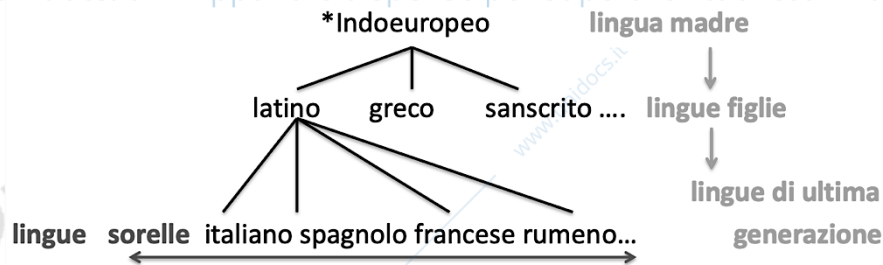 *Indoeuropeo lingua madre
latino greco sanscrito .... lingue figlie
lingue di ultima
lingue sorelle italiano spagnolo francese rumeno... generazione